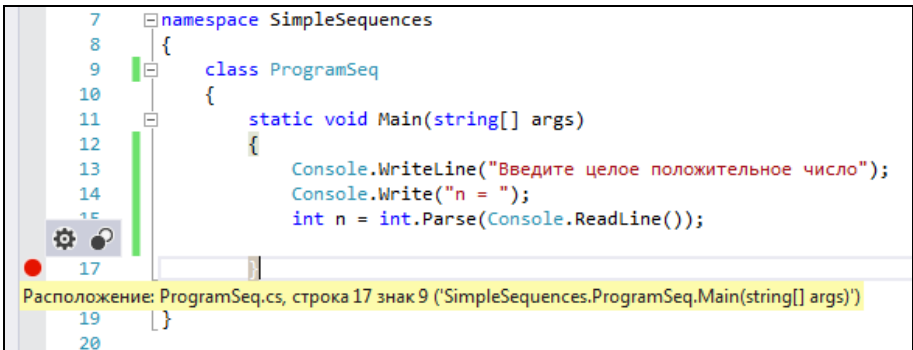 7 namespace SimpleSequences
8 {
9 class ProgramSeq
10 {
11 static void Main(string[] args)
12 {
13 Console.WriteLine("Введите целое положительное число");
14 Console.Write("n = ");
15 int n = int.Parse(Console.ReadLine());
17 }
Расположение: ProgramSeq.cs, строка 17 знак 9 ('SimpleSequences.ProgramSeq.Main(string[] args)')
19 }
20